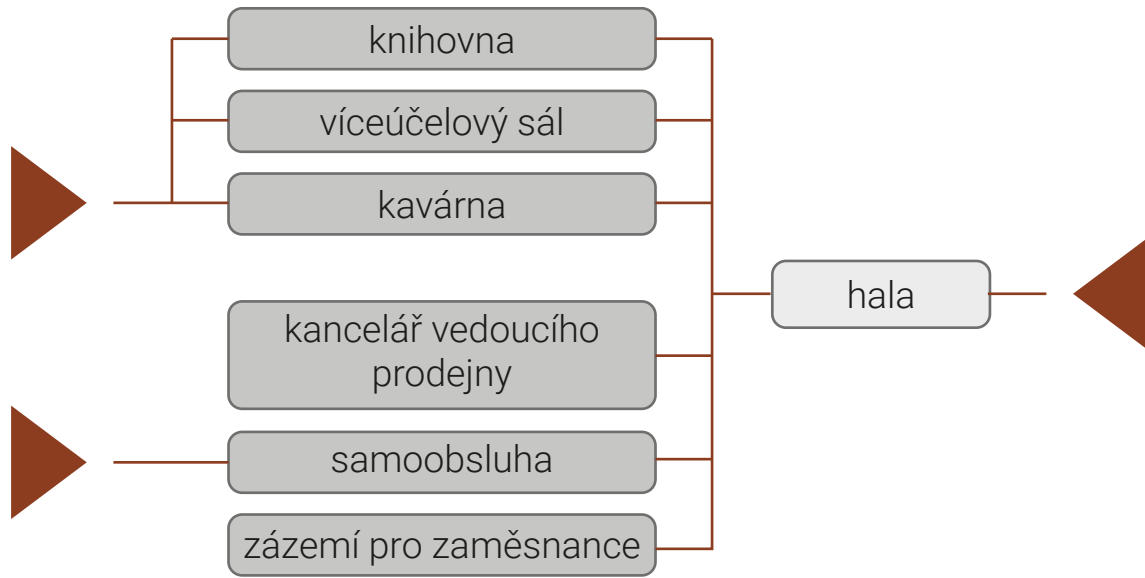 knihovna
víceúčelový sál
kavárna
kancelář vedoucího
prodejny
samoobsluha
zázemí pro zaměsnance
hala